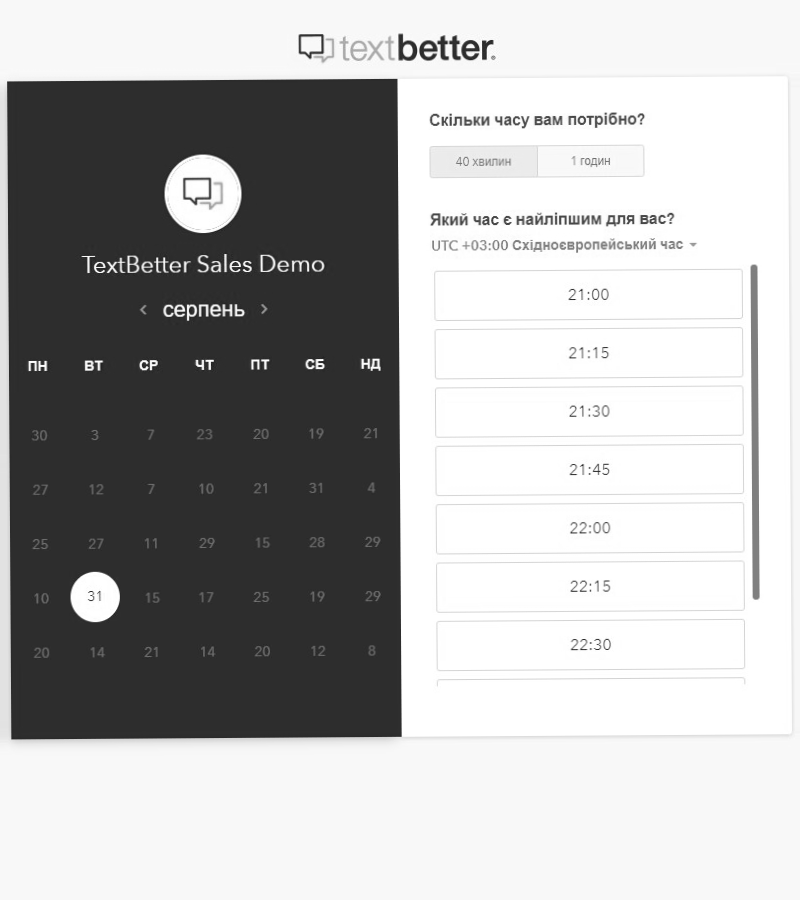 textbetter.
TextBetter Sales Demo
серпень
ПН ВТ СР ЧТ ПТ СБ НД
30 3 7 23 20 19 21
27 12 7 10 21 31 4
25 27 11 29 15 28 29
10 31 15 17 25 19 29
20 14 21 14 20 12 8
Скільки часу вам потрібно?
40 хвилин 1 годин
Який час є найліпшим для вас?
UTC +03:00 Східноєвропейський час
21:00
21:15
21:30
21:45
22:00
22:15
22:30